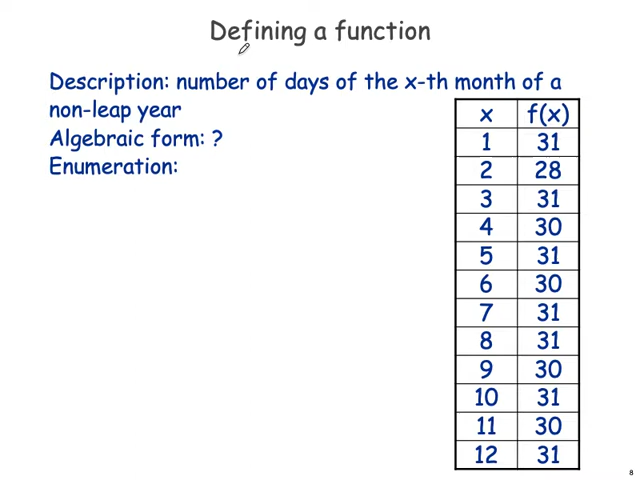 Defining a function
Description: number of days of the x-th month of a
non-leap year
Algebraic form: ?
Enumeration:
x f(x)
1 31
2 28
3 31
4 30
5 31
6 30
7 31
8 31
9 30
10 31
11 30
12 31
8